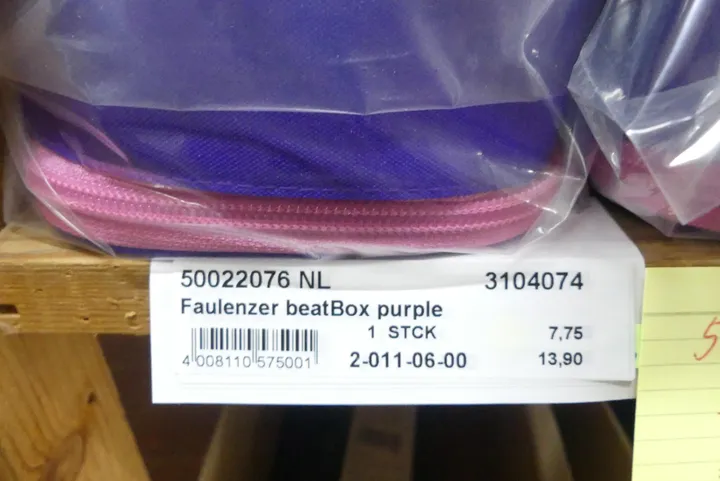 50022076 NL 3104074
Faulenzer beatBox purple
1 STCK 7,75
4 008110 575001 2-011-06-00 13,90
5